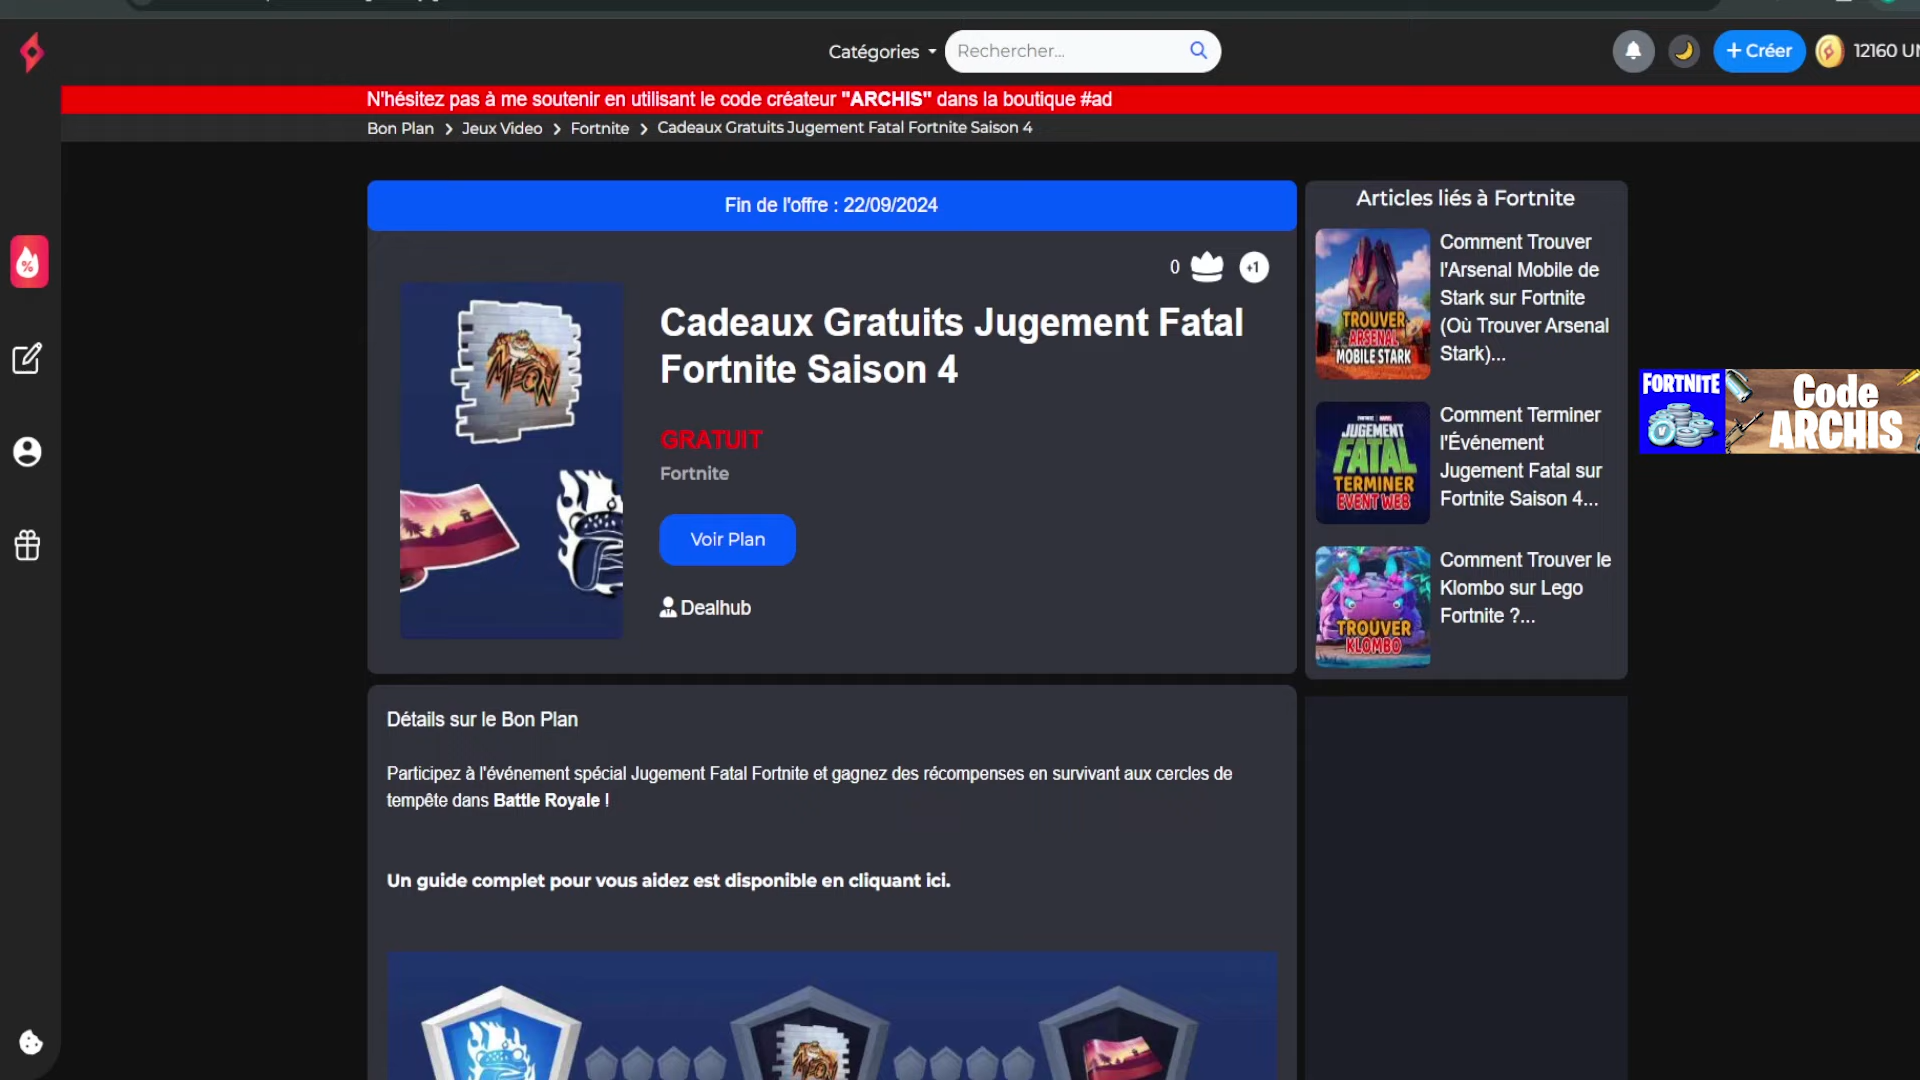 Catégories
Rechercher...
+ Créer
12160
N'hésitez pas à me soutenir en utilisant le code créateur "ARCHIS" dans la boutique #ad
Bon Plan > Jeux Video > Fortnite > Cadeaux Gratuits Jugement Fatal Fortnite Saison 4
Fin de l'offre : 22/09/2024
0
+1
Cadeaux Gratuits Jugement Fatal
Fortnite Saison 4
GRATUIT
Fortnite
Voir Plan
Dealhub
MEOW
Détails sur le Bon Plan
Participez à l'événement spécial Jugement Fatal Fortnite et gagnez des récompenses en survivant aux cercles de
tempête dans Battle Royale !
Un guide complet pour vous aidez est disponible en cliquant ici.
Articles liés à Fortnite
TROUVER
ARSENAL
MOBILE STARK
Comment Trouver
l'Arsenal Mobile de
Stark sur Fortnite
(Où Trouver Arsenal
Stark)...
JUGEMENT
FATAL
TERMINER
EVENT WEB
Comment Terminer
l'Événement
Jugement Fatal sur
Fortnite Saison 4...
TROUVER
KLOMBO
Comment Trouver le
Klombo sur Lego
Fortnite ?...
FORTNITE
Code
ARCHIS